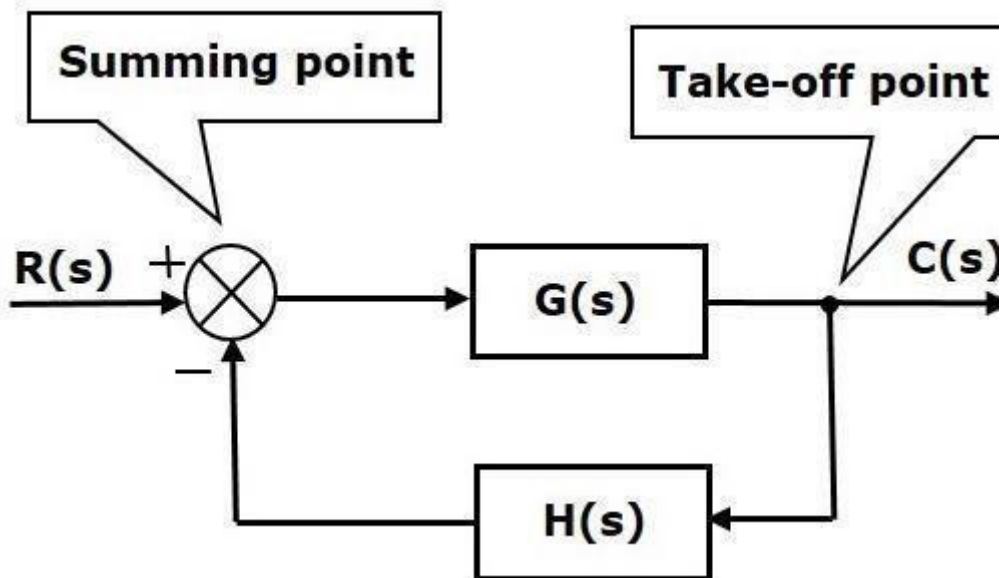 Summing point
Take-off point
R(s)
+
G(s)
C(s)
−
H(s)